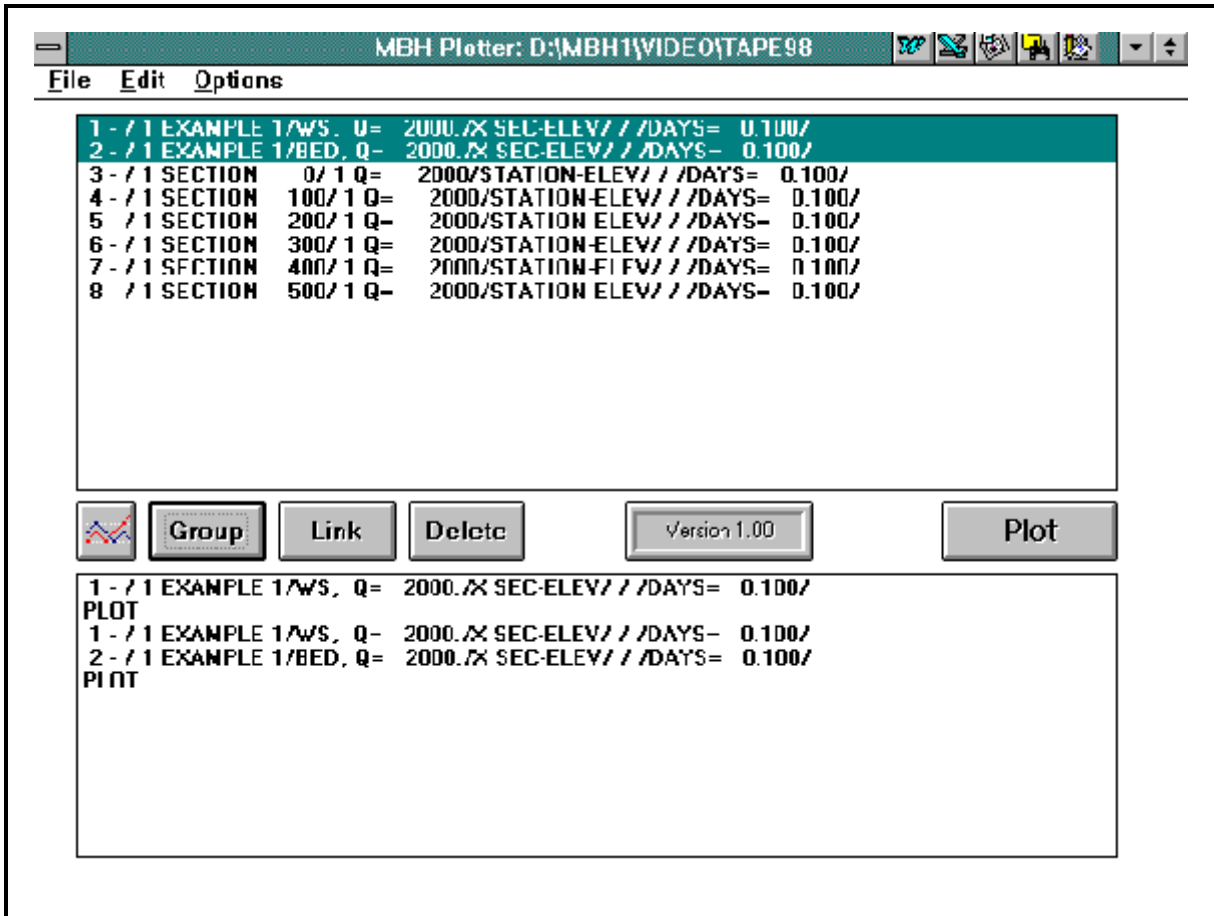 MBH Plotter: D:\MBH1\VIDEO\TAPE98
File Edit Options
1 - / 1 EXAMPLE 1/WS, Q= 2000./X SEC-ELEV/ / /DAYS= 0.100/
2 - / 1 EXAMPLE 1/BED, Q= 2000./X SEC-ELEV/ / /DAYS= 0.100/
3 - / 1 SECTION 0/ 1 Q= 2000/STATION-ELEV/ / /DAYS= 0.100/
4 - / 1 SECTION 100/ 1 Q= 2000/STATION-ELEV/ / /DAYS= 0.100/
5 / 1 SECTION 200/ 1 Q= 2000/STATION ELEV/ / /DAYS= 0.100/
6 - / 1 SECTION 300/ 1 Q= 2000/STATION-ELEV/ / /DAYS= 0.100/
7 - / 1 SECTION 400/ 1 Q= 2000/STATION-ELEV/ / /DAYS= 0.100/
8 / 1 SECTION 500/ 1 Q= 2000/STATION ELEV/ / /DAYS= 0.100/
Group Link Delete Version 1.00 Plot
1 - / 1 EXAMPLE 1/WS, Q= 2000./X SEC-ELEV/ / /DAYS= 0.100/
PLOT
1 - / 1 EXAMPLE 1/WS, Q= 2000./X SEC-ELEV/ / /DAYS= 0.100/
2 - / 1 EXAMPLE 1/BED, Q= 2000./X SEC-ELEV/ / /DAYS= 0.100/
PLOT